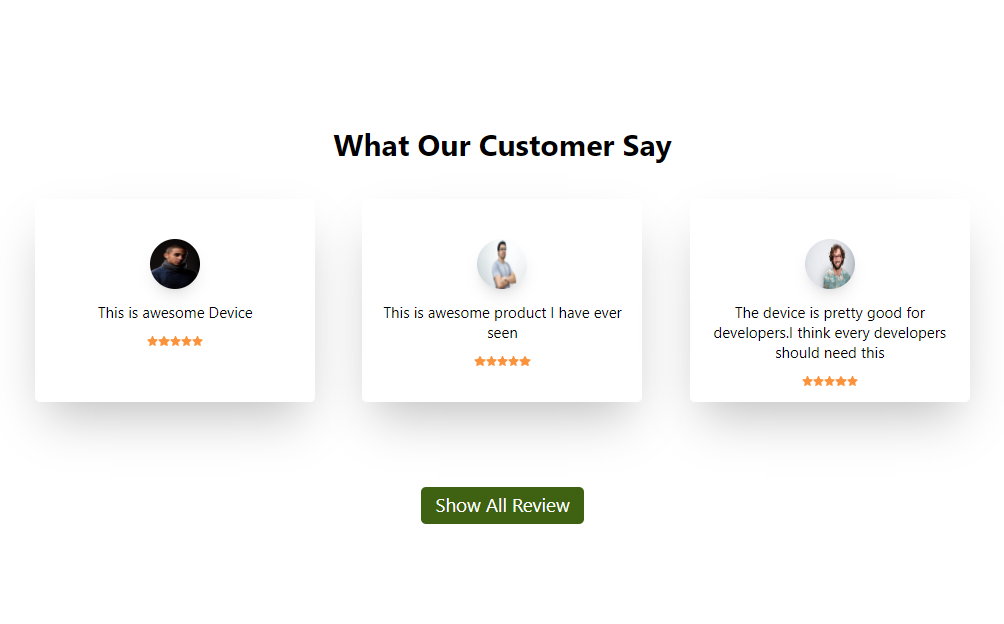 What Our Customer Say
This is awesome Device
This is awesome product I have ever
seen
The device is pretty good for
developers.I think every developers
should need this
Show All Review